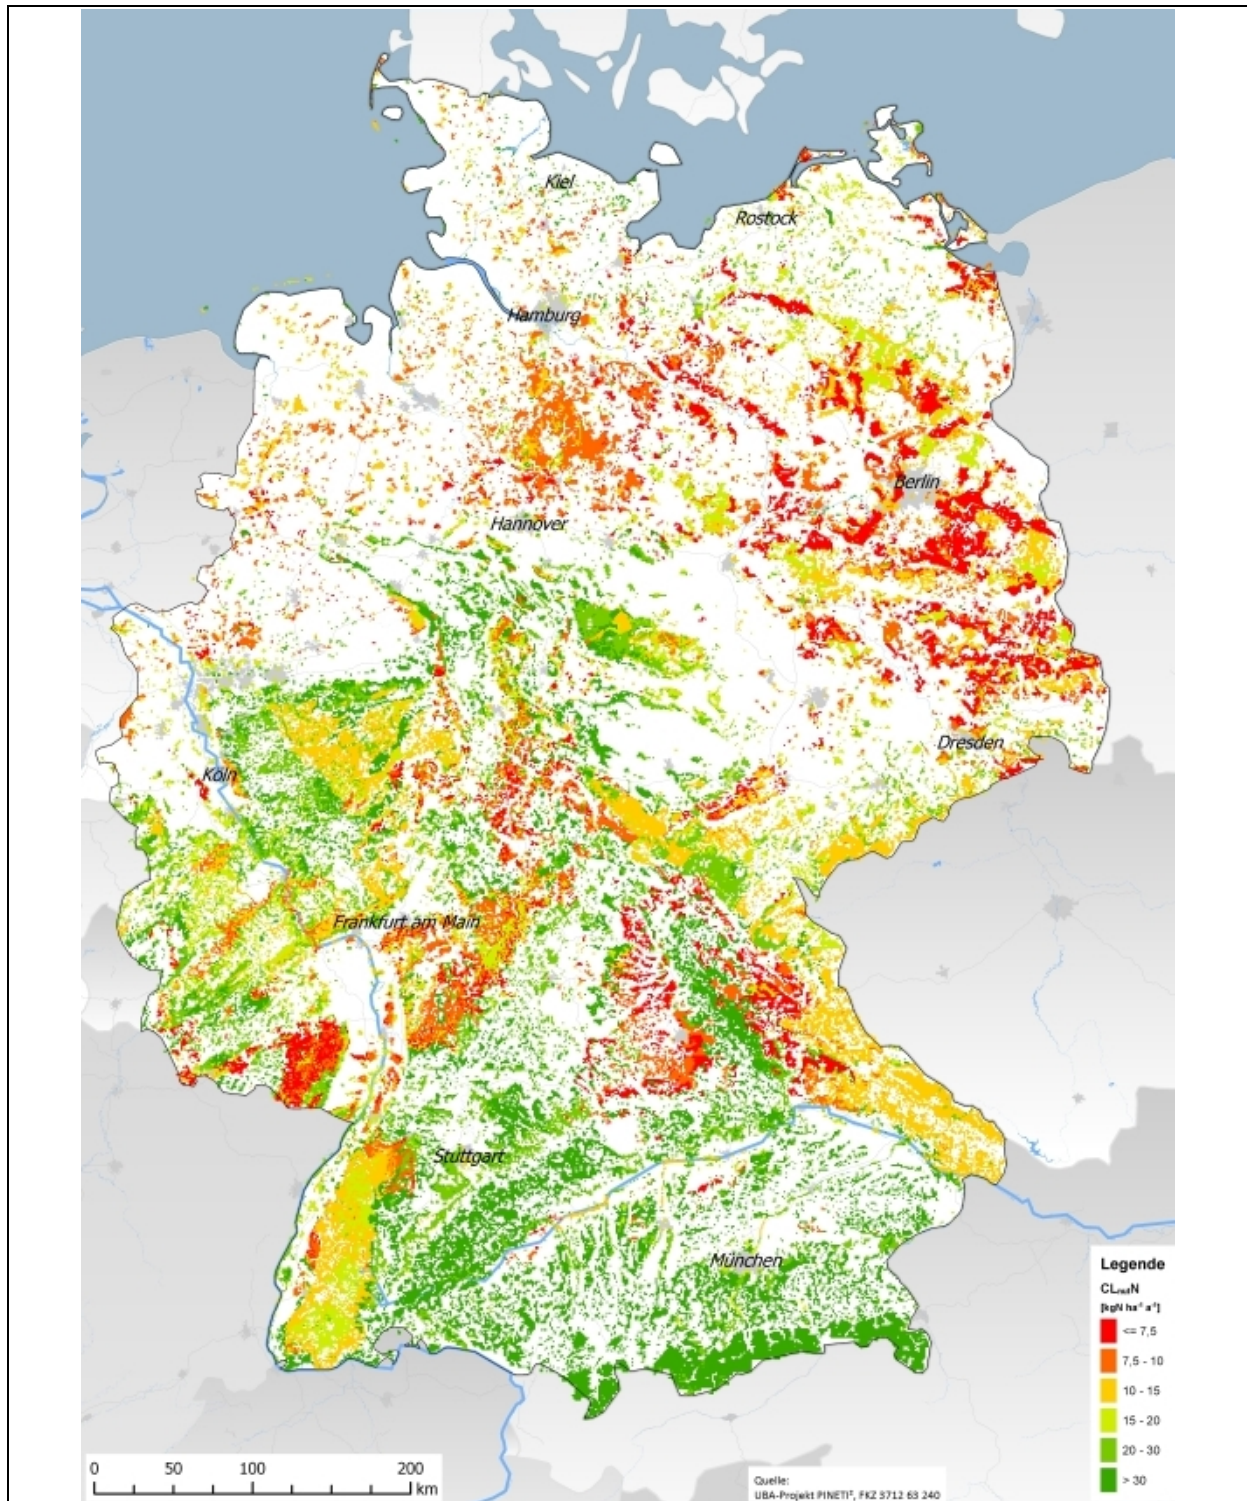 Kiel
Rostock
Hamburg
Berlin
Hannover
Dresden
Köln
Frankfurt am Main
Stuttgart
München
Legende
CLnutN
[kgN ha⁻¹ a⁻¹]
<= 7,5
7,5 - 10
10 - 15
15 - 20
20 - 30
> 30
0 50 100 200
km
Quelle:
UBA-Projekt PINETI², FKZ 3712 63 240